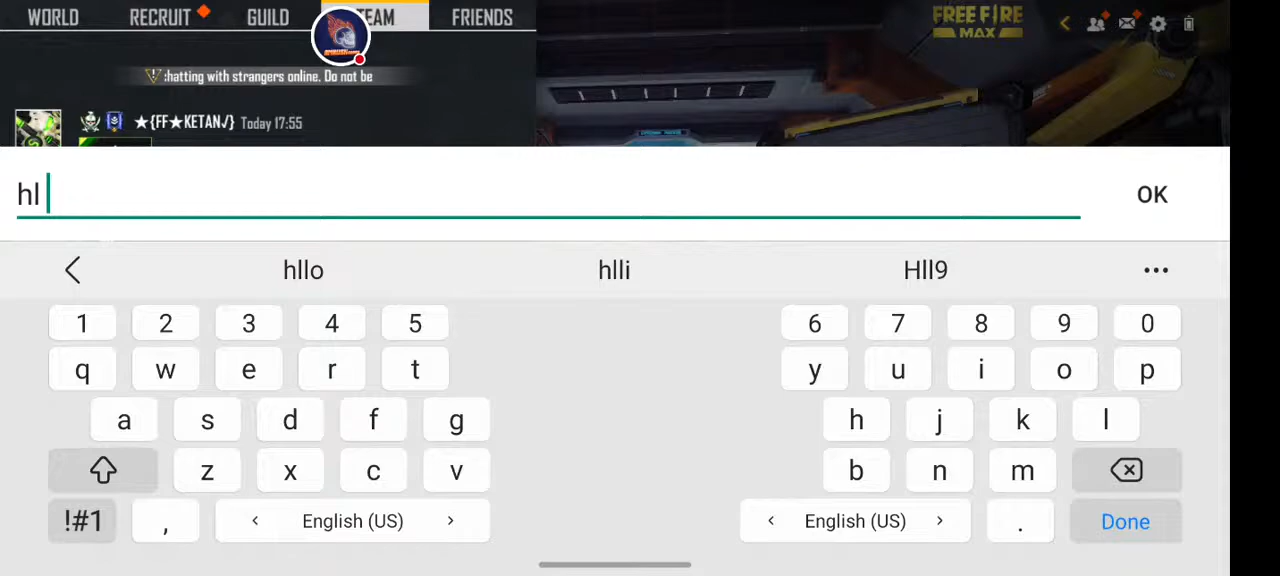 WORLD RECRUIT GUILD TEAM FRIENDS
FREE FIRE
MAX
:hatting with strangers online. Do not be
★{FF★KETAN√} Today 17:55
hl
OK
hllo hlli Hll9
1 2 3 4 5 6 7 8 9 0
q w e r t y u i o p
a s d f g h j k l
z x c v b n m
!#1 , English (US) English (US) . Done